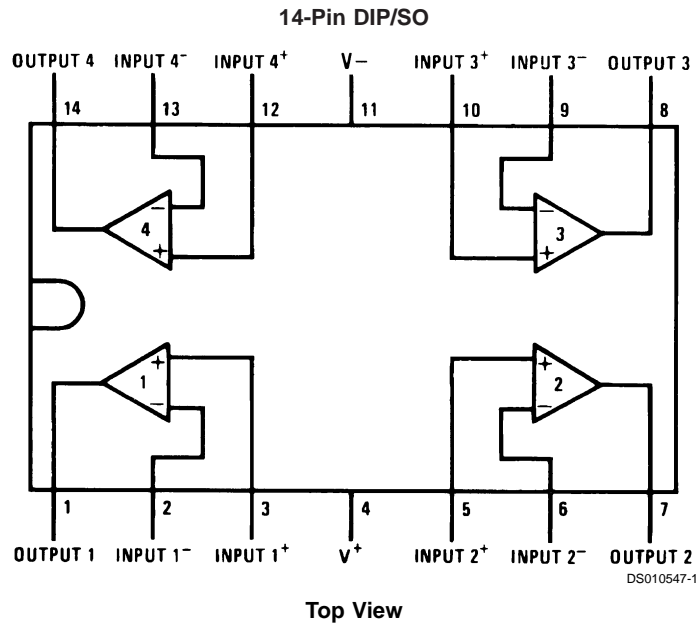 14-Pin DIP/SO
OUTPUT 4 INPUT 4⁻ INPUT 4⁺ V− INPUT 3⁺ INPUT 3⁻ OUTPUT 3
14 13 12 11 10 9 8
− −
4 3
+ +
+ +
1 2
− −
1 2 3 4 5 6 7
OUTPUT 1 INPUT 1⁻ INPUT 1⁺ V⁺ INPUT 2⁺ INPUT 2⁻ OUTPUT 2
DS010547-1
Top View